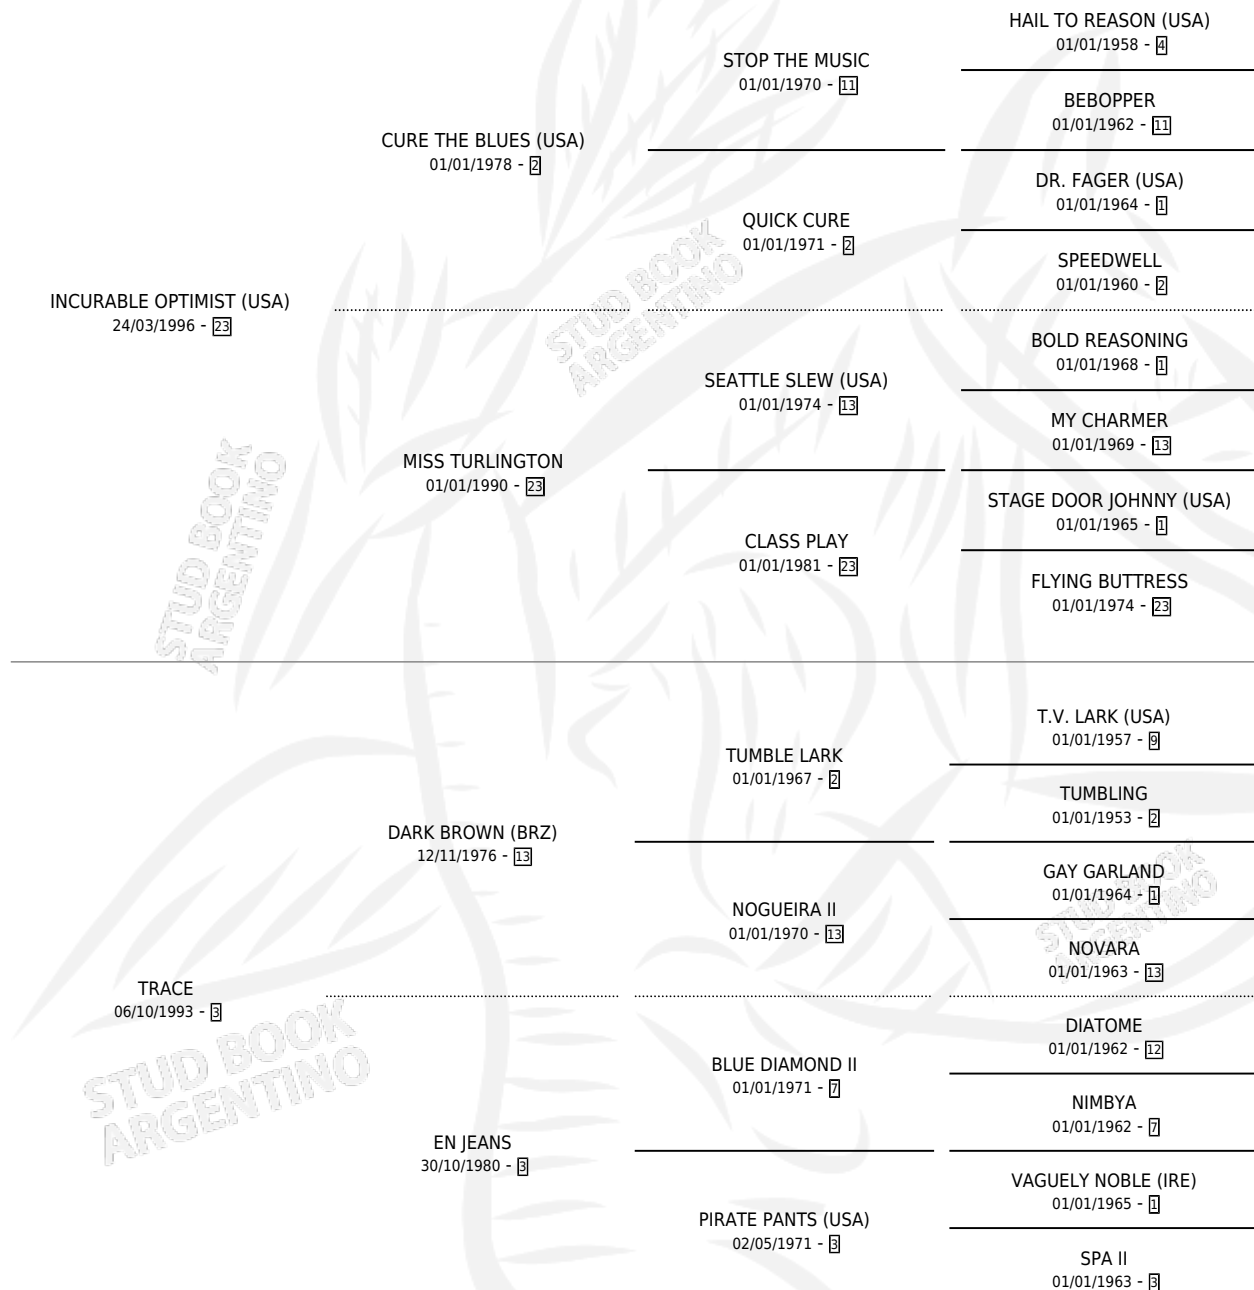 HAIL TO REASON (USA)
01/01/1958 - 4
STOP THE MUSIC
01/01/1970 - 11
BEBOPPER
01/01/1962 - 11
CURE THE BLUES (USA)
01/01/1978 - 2
DR. FAGER (USA)
01/01/1964 - 1
QUICK CURE
01/01/1971 - 2
SPEEDWELL
01/01/1960 - 2
INCURABLE OPTIMIST (USA)
24/03/1996 - 23
BOLD REASONING
01/01/1968 - 1
SEATTLE SLEW (USA)
01/01/1974 - 13
MY CHARMER
01/01/1969 - 13
MISS TURLINGTON
01/01/1990 - 23
STAGE DOOR JOHNNY (USA)
01/01/1965 - 1
CLASS PLAY
01/01/1981 - 23
FLYING BUTTRESS
01/01/1974 - 23
T.V. LARK (USA)
01/01/1957 - 9
TUMBLE LARK
01/01/1967 - 2
TUMBLING
01/01/1953 - 2
DARK BROWN (BRZ)
12/11/1976 - 13
GAY GARLAND
01/01/1964 - 1
NOGUEIRA II
01/01/1970 - 13
NOVARA
01/01/1963 - 13
TRACE
06/10/1993 - 3
DIATOME
01/01/1962 - 12
BLUE DIAMOND II
01/01/1971 - 7
NIMBYA
01/01/1962 - 7
EN JEANS
30/10/1980 - 3
VAGUELY NOBLE (IRE)
01/01/1965 - 1
PIRATE PANTS (USA)
02/05/1971 - 3
SPA II
01/01/1963 - 3
STUD BOOK
ARGENTINO
STUD BOOK
ARGENTINO
STUD BOOK
ARGENTINO
STUD BOOK
ARGENTINO